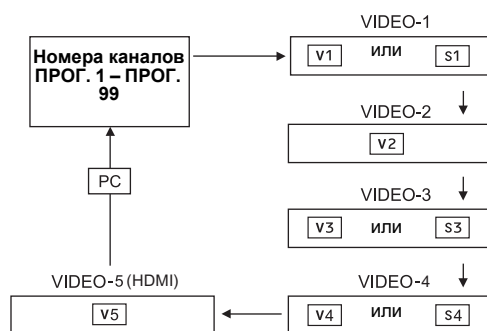 Номера каналов
ПРОГ. 1 – ПРОГ.
99
VIDEO-1
V1 или S1
VIDEO-2
V2
VIDEO-3
V3 или S3
VIDEO-4
V4 или S4
VIDEO-5 (HDMI)
V5
PC